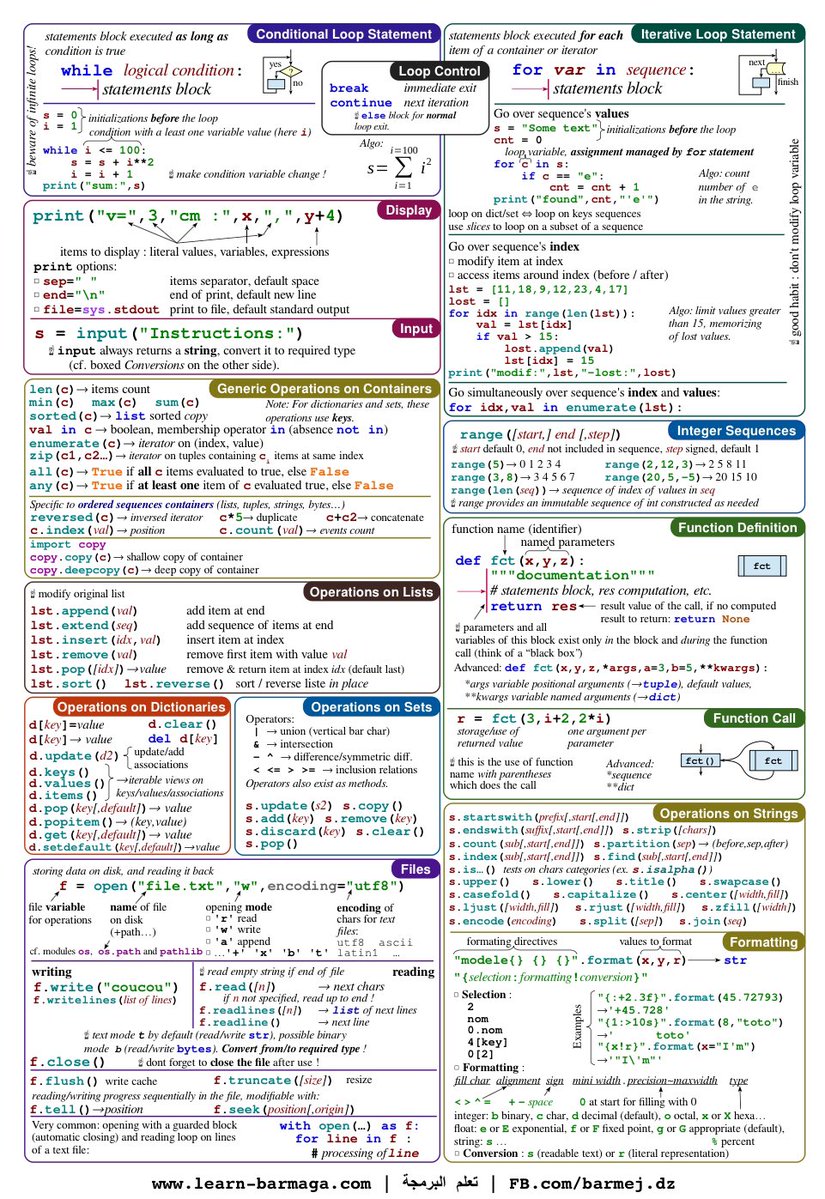 Conditional Loop Statement
statements block executed as long as
condition is true
while logical condition:
statements block
yes
?
no
☝ beware of infinite loops!
s = 0
i = 1
initializations before the loop
condition with a least one variable value (here i)
while i <= 100:
s = s + i**2
i = i + 1
☝ make condition variable change !
print("sum:",s)
Loop Control
break immediate exit
continue next iteration
☝ else block for normal
loop exit.
Algo:
i=100
s=∑ i²
i=1
Iterative Loop Statement
statements block executed for each
item of a container or iterator
for var in sequence:
statements block
next
…
finish
Go over sequence's values
s = "Some text"
cnt = 0
initializations before the loop
loop variable, assignment managed by for statement
for c in s:
if c == "e":
cnt = cnt + 1
print("found",cnt,"'e'")
Algo: count
number of e
in the string.
loop on dict/set ⇔ loop on keys sequences
use slices to loop on a subset of a sequence
Go over sequence's index
□ modify item at index
□ access items around index (before / after)
lst = [11,18,9,12,23,4,17]
lost = []
for idx in range(len(lst)):
val = lst[idx]
if val > 15:
lost.append(val)
lst[idx] = 15
print("modif:",lst,"-lost:",lost)
Algo: limit values greater
than 15, memorizing
of lost values.
Go simultaneously over sequence's index and values:
for idx,val in enumerate(lst):
☝ good habit : don't modify loop variable
Display
print("v=",3,"cm :",x,",",y+4)
items to display : literal values, variables, expressions
print options:
□ sep=" " items separator, default space
□ end="\n" end of print, default new line
□ file=sys.stdout print to file, default standard output
Input
s = input("Instructions:")
☝ input always returns a string, convert it to required type
(cf. boxed Conversions on the other side).
Generic Operations on Containers
len(c)→ items count
min(c) max(c) sum(c)
sorted(c)→ list sorted copy
Note: For dictionaries and sets, these
operations use keys.
val in c → boolean, membership operator in (absence not in)
enumerate(c)→ iterator on (index, value)
zip(c1,c2…)→ iterator on tuples containing cᵢ items at same index
all(c)→ True if all c items evaluated to true, else False
any(c)→ True if at least one item of c evaluated true, else False
Specific to ordered sequences containers (lists, tuples, strings, bytes…)
reversed(c)→ inversed iterator c*5→ duplicate c+c2→ concatenate
c.index(val)→ position c.count(val)→ events count
import copy
copy.copy(c)→ shallow copy of container
copy.deepcopy(c)→ deep copy of container
Integer Sequences
range([start,] end [,step])
☝ start default 0, end not included in sequence, step signed, default 1
range(5)→ 0 1 2 3 4 range(2,12,3)→ 2 5 8 11
range(3,8)→ 3 4 5 6 7 range(20,5,-5)→ 20 15 10
range(len(seq))→ sequence of index of values in seq
☝ range provides an immutable sequence of int constructed as needed
Operations on Lists
☝ modify original list
lst.append(val) add item at end
lst.extend(seq) add sequence of items at end
lst.insert(idx,val) insert item at index
lst.remove(val) remove first item with value val
lst.pop([idx])→value remove & return item at index idx (default last)
lst.sort() lst.reverse() sort / reverse liste in place
Function Definition
function name (identifier)
named parameters
def fct(x,y,z):
"""documentation"""
# statements block, res computation, etc.
return res← result value of the call, if no computed
result to return: return None
fct
☝ parameters and all
variables of this block exist only in the block and during the function
call (think of a "black box")
Advanced: def fct(x,y,z,*args,a=3,b=5,**kwargs):
*args variable positional arguments (→tuple), default values,
**kwargs variable named arguments (→dict)
Function Call
r = fct(3,i+2,2*i)
storage/use of
returned value
one argument per
parameter
☝ this is the use of function
name with parentheses
which does the call
Advanced:
*sequence
**dict
fct()
fct
Operations on Dictionaries
d[key]=value d.clear()
d[key]→ value del d[key]
d.update(d2) update/add
associations
d.keys()
d.values()
d.items()
→iterable views on
keys/values/associations
d.pop(key[,default])→ value
d.popitem()→ (key,value)
d.get(key[,default])→ value
d.setdefault(key[,default])→value
Operations on Sets
Operators:
| → union (vertical bar char)
& → intersection
- ^ → difference/symmetric diff.
< <= > >= → inclusion relations
Operators also exist as methods.
s.update(s2) s.copy()
s.add(key) s.remove(key)
s.discard(key) s.clear()
s.pop()
Operations on Strings
s.startswith(prefix[,start[,end]])
s.endswith(suffix[,start[,end]]) s.strip([chars])
s.count(sub[,start[,end]]) s.partition(sep)→ (before,sep,after)
s.index(sub[,start[,end]]) s.find(sub[,start[,end]])
s.is…() tests on chars categories (ex. s.isalpha())
s.upper() s.lower() s.title() s.swapcase()
s.casefold() s.capitalize() s.center([width,fill])
s.ljust([width,fill]) s.rjust([width,fill]) s.zfill([width])
s.encode(encoding) s.split([sep]) s.join(seq)
Files
storing data on disk, and reading it back
f = open("file.txt","w",encoding="utf8")
file variable
for operations
name of file
on disk
(+path…)
opening mode
□ 'r' read
□ 'w' write
□ 'a' append
□ …'+' 'x' 'b' 't'
encoding of
chars for text
files:
utf8 ascii
latin1 …
cf. modules os, os.path and pathlib
writing
f.write("coucou")
f.writelines(list of lines)
☝ read empty string if end of file
reading
f.read([n]) → next chars
if n not specified, read up to end !
f.readlines([n]) → list of next lines
f.readline() → next line
☝ text mode t by default (read/write str), possible binary
mode b (read/write bytes). Convert from/to required type !
f.close() ☝ dont forget to close the file after use !
f.flush() write cache f.truncate([size]) resize
reading/writing progress sequentially in the file, modifiable with:
f.tell()→position f.seek(position[,origin])
Very common: opening with a guarded block
(automatic closing) and reading loop on lines
of a text file:
with open(…) as f:
for line in f :
# processing of line
Formatting
formatting directives values to format
"modele{} {} {}".format(x,y,r) → str
"{selection:formatting!conversion}"
□ Selection :
2
nom
0.nom
4[key]
0[2]
Examples
"{:+2.3f}".format(45.72793)
→'+45.728'
"{1:>10s}".format(8,"toto")
→' toto'
"{x!r}".format(x="I'm")
→'"I\'m"'
□ Formatting :
fill char alignment sign mini width.precision~maxwidth type
< > ^ = + - space 0 at start for filling with 0
integer: b binary, c char, d decimal (default), o octal, x or X hexa…
float: e or E exponential, f or F fixed point, g or G appropriate (default),
string: s … % percent
□ Conversion : s (readable text) or r (literal representation)
www.learn-barmaga.com | تعلم البرمجة | FB.com/barmej.dz